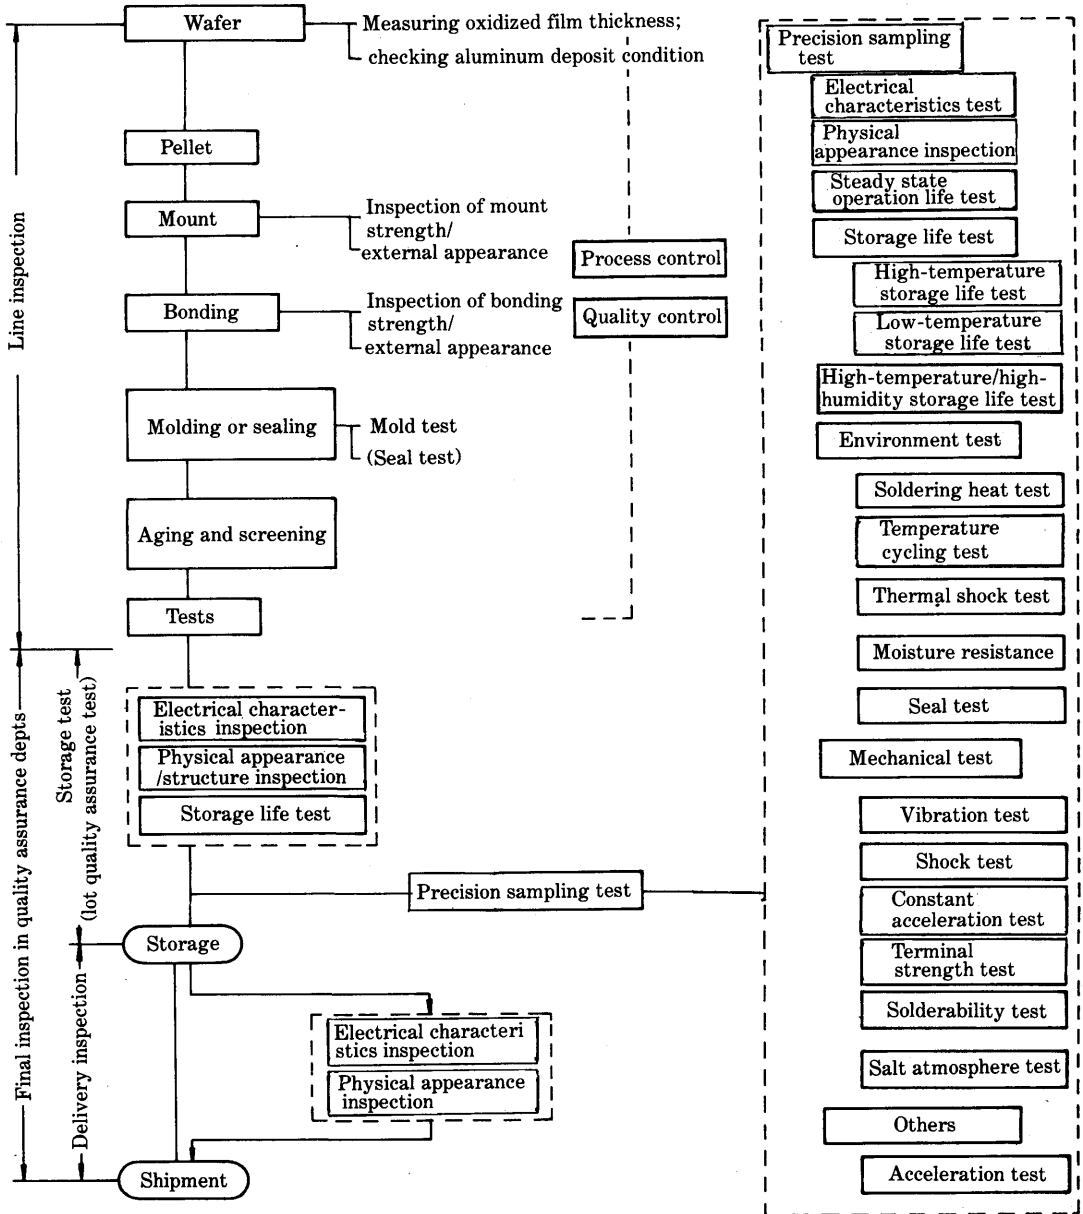 Wafer
Measuring oxidized film thickness;
checking aluminum deposit condition
Pellet
Mount
Inspection of mount
strength/
external appearance
Process control
Bonding
Inspection of bonding
strength/
external appearance
Quality control
Molding or sealing
Mold test
(Seal test)
Aging and screening
Tests
Line inspection
Electrical character-
istics inspection
Physical appearance
/structure inspection
Storage life test
Storage test
(lot quality assurance test)
Final inspection in quality assurance depts
Precision sampling test
Storage
Delivery inspection
Electrical characteri
stics inspection
Physical appearance
inspection
Shipment
Precision sampling
test
Electrical
characteristics test
Physical
appearance inspection
Steady state
operation life test
Storage life test
High-temperature
storage life test
Low-temperature
storage life test
High-temperature/high-
humidity storage life test
Environment test
Soldering heat test
Temperature
cycling test
Thermal shock test
Moisture resistance
Seal test
Mechanical test
Vibration test
Shock test
Constant
acceleration test
Terminal
strength test
Solderability test
Salt atmosphere test
Others
Acceleration test